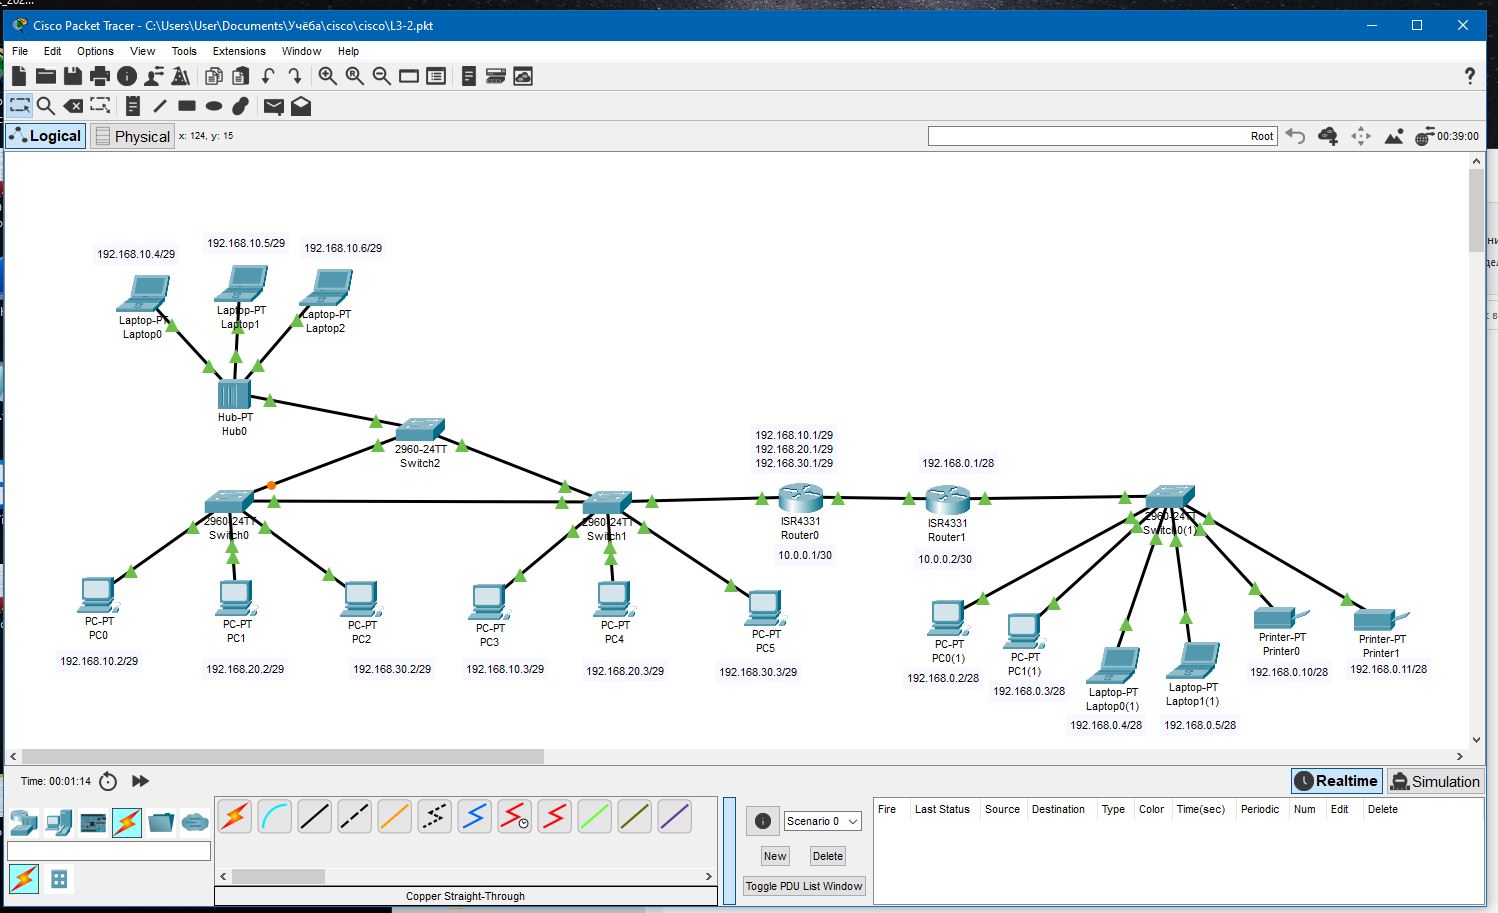 Cisco Packet Tracer - C:\Users\User\Documents\Учёба\cisco\cisco\L3-2.pkt
File Edit Options View Tools Extensions Window Help
?
Logical Physical x: 124, y: 15 Root 00:39:00
192.168.10.4/29 192.168.10.5/29 192.168.10.6/29
Laptop-PT
Laptop0
Laptop-PT
Laptop1
Laptop-PT
Laptop2
Hub-PT
Hub0
2960-24TT
Switch2
192.168.10.1/29
192.168.20.1/29
192.168.30.1/29
192.168.0.1/28
2960-24TT
Switch0
2960-24TT
Switch1
ISR4331
Router0
10.0.0.1/30
ISR4331
Router1
10.0.0.2/30
2960-24TT
Switch0(1)
PC-PT
PC0
PC-PT
PC1
PC-PT
PC2
PC-PT
PC3
PC-PT
PC4
PC-PT
PC5
PC-PT
PC0(1)
PC-PT
PC1(1)
Laptop-PT
Laptop0(1)
Laptop-PT
Laptop1(1)
Printer-PT
Printer0
Printer-PT
Printer1
192.168.10.2/29
192.168.20.2/29
192.168.30.2/29
192.168.10.3/29
192.168.20.3/29
192.168.30.3/29
192.168.0.2/28
192.168.0.3/28
192.168.0.4/28
192.168.0.5/28
192.168.0.10/28
192.168.0.11/28
Time: 00:01:14
Realtime Simulation
Scenario 0
New Delete
Toggle PDU List Window
Fire Last Status Source Destination Type Color Time(sec) Periodic Num Edit Delete
Copper Straight-Through